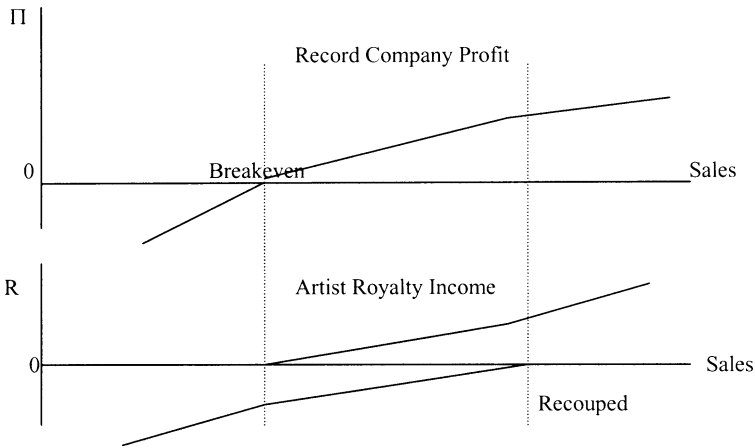 Π
Record Company Profit
0
Breakeven
Sales
R
Artist Royalty Income
0
Sales
Recouped